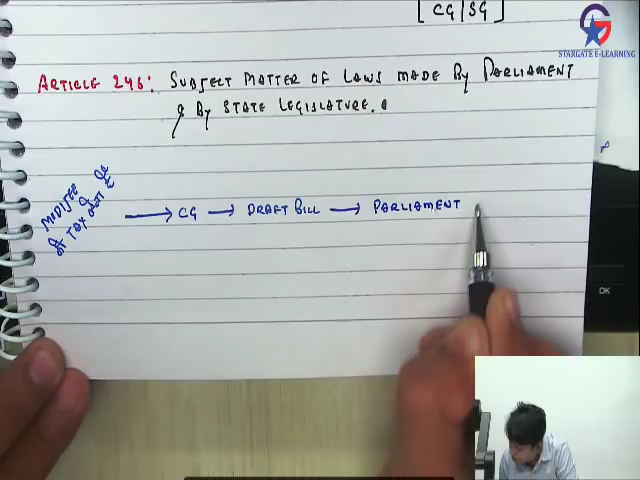 [CG/SG]
STARGATE E-LEARNING
ARTICLE 246: SUBJECT MATTER OF LAWS MADE BY PARLIAMENT
& BY STATE LEGISLATURE.
→ CG → DRAFT BILL → PARLIAMENT
OK